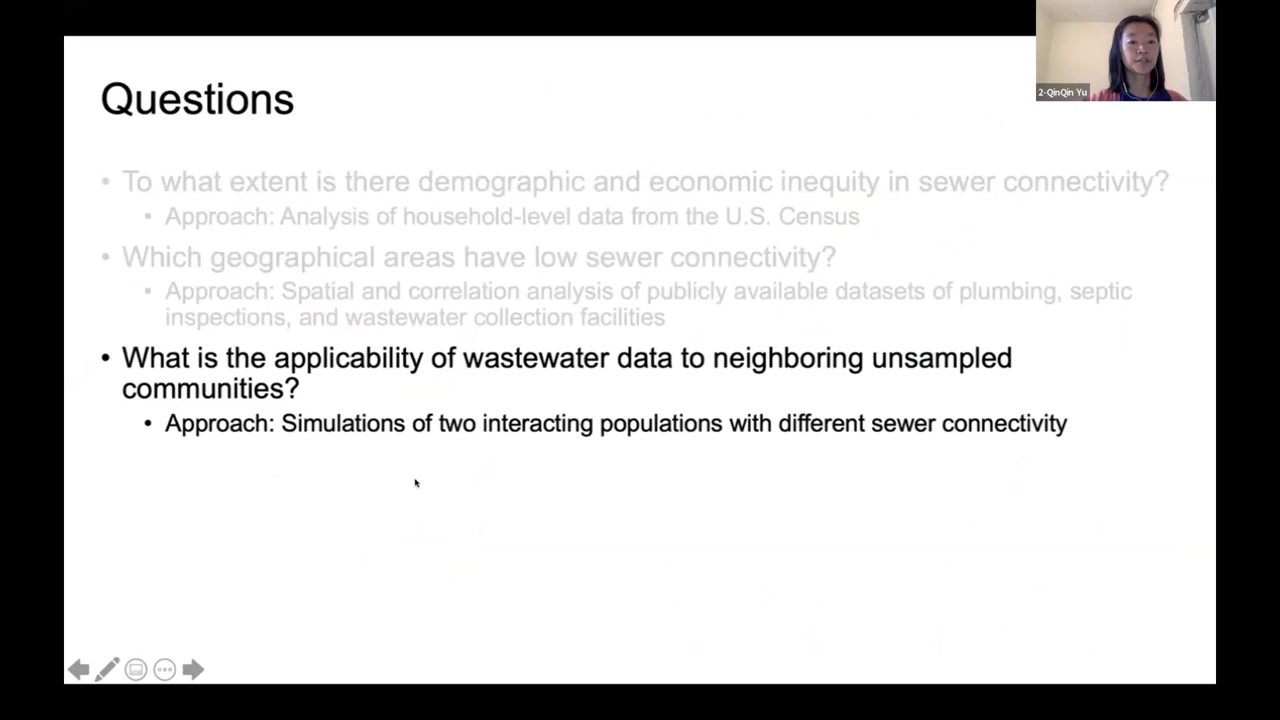 2-QinQin Yu
Questions
• To what extent is there demographic and economic inequity in sewer connectivity?
• Approach: Analysis of household-level data from the U.S. Census
• Which geographical areas have low sewer connectivity?
• Approach: Spatial and correlation analysis of publicly available datasets of plumbing, septic
inspections, and wastewater collection facilities
• What is the applicability of wastewater data to neighboring unsampled
communities?
• Approach: Simulations of two interacting populations with different sewer connectivity